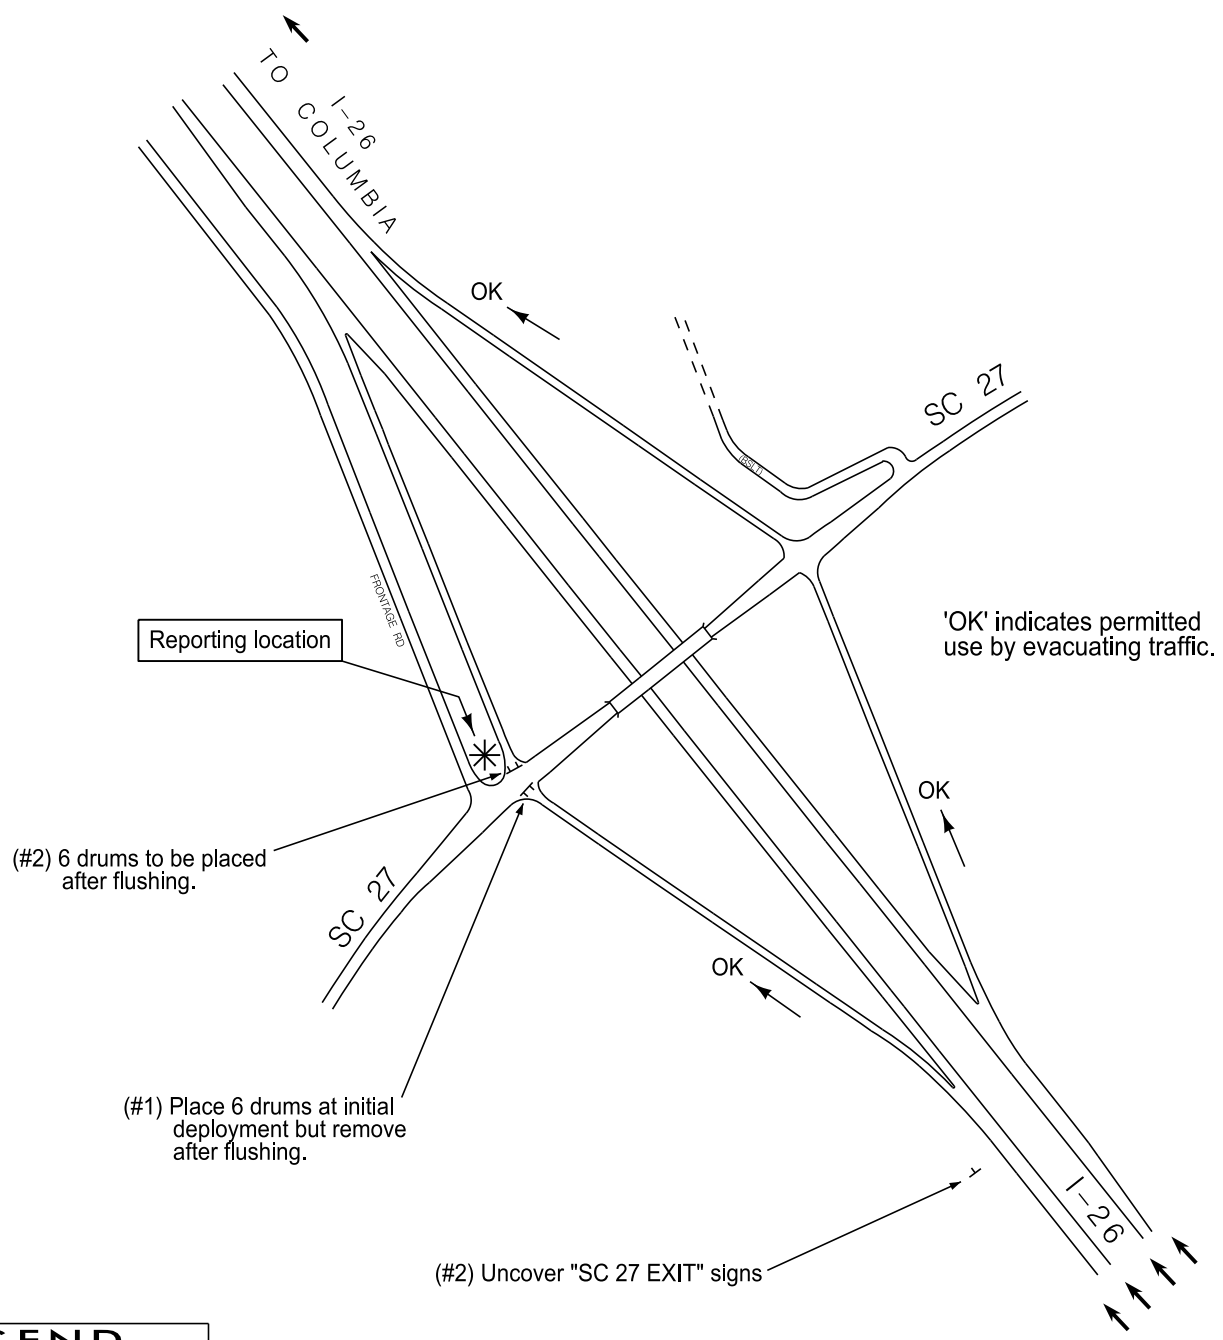 TO COLUMBIA
I-26
OK
SC 27
(BSLT)
FRONTAGE RD
'OK' indicates permitted
use by evacuating traffic.
Reporting location
OK
(#2) 6 drums to be placed
after flushing.
SC 27
OK
(#1) Place 6 drums at initial
deployment but remove
after flushing.
I-26
(#2) Uncover "SC 27 EXIT" signs